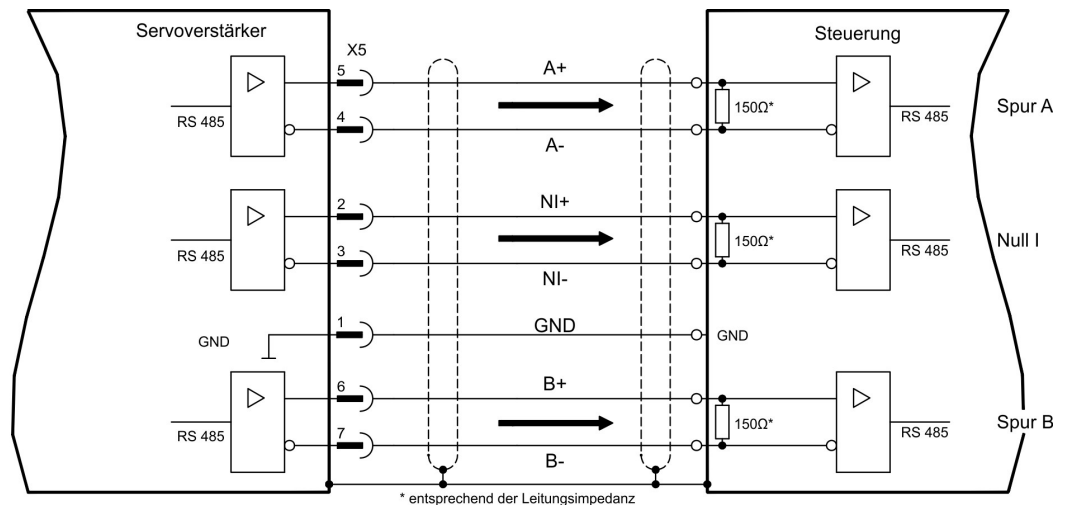 Servoverstärker
X5
Steuerung
5
A+
RS 485
150Ω*
RS 485
Spur A
4
A-
2
NI+
RS 485
150Ω*
RS 485
Null I
3
NI-
GND
1
GND
GND
6
B+
RS 485
150Ω*
RS 485
Spur B
7
B-
* entsprechend der Leitungsimpedanz